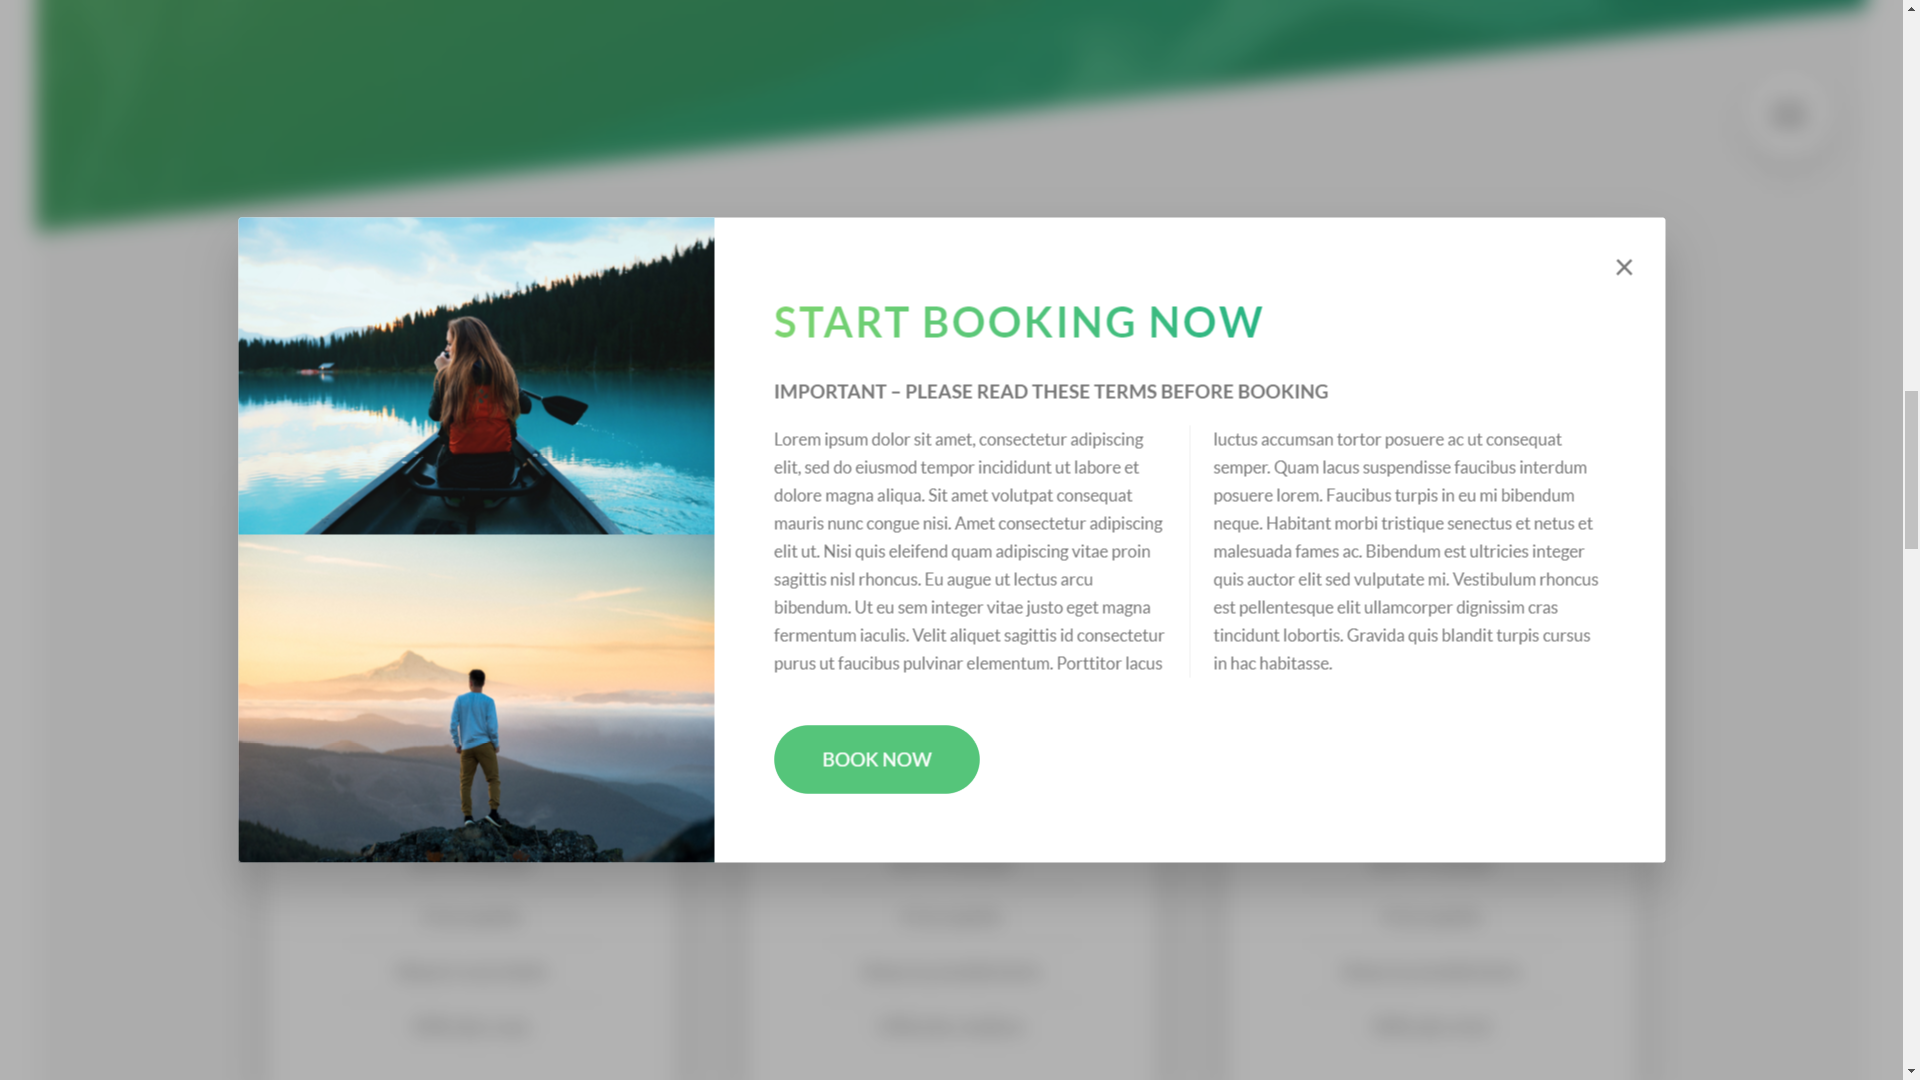 START BOOKING NOW
IMPORTANT – PLEASE READ THESE TERMS BEFORE BOOKING
Lorem ipsum dolor sit amet, consectetur adipiscing
elit, sed do eiusmod tempor incididunt ut labore et
dolore magna aliqua. Sit amet volutpat consequat
mauris nunc congue nisi. Amet consectetur adipiscing
elit ut. Nisi quis eleifend quam adipiscing vitae proin
sagittis nisl rhoncus. Eu augue ut lectus arcu
bibendum. Ut eu sem integer vitae justo eget magna
fermentum iaculis. Velit aliquet sagittis id consectetur
purus ut faucibus pulvinar elementum. Porttitor lacus
luctus accumsan tortor posuere ac ut consequat
semper. Quam lacus suspendisse faucibus interdum
posuere lorem. Faucibus turpis in eu mi bibendum
neque. Habitant morbi tristique senectus et netus et
malesuada fames ac. Bibendum est ultricies integer
quis auctor elit sed vulputate mi. Vestibulum rhoncus
est pellentesque elit ullamcorper dignissim cras
tincidunt lobortis. Gravida quis blandit turpis cursus
in hac habitasse.
BOOK NOW